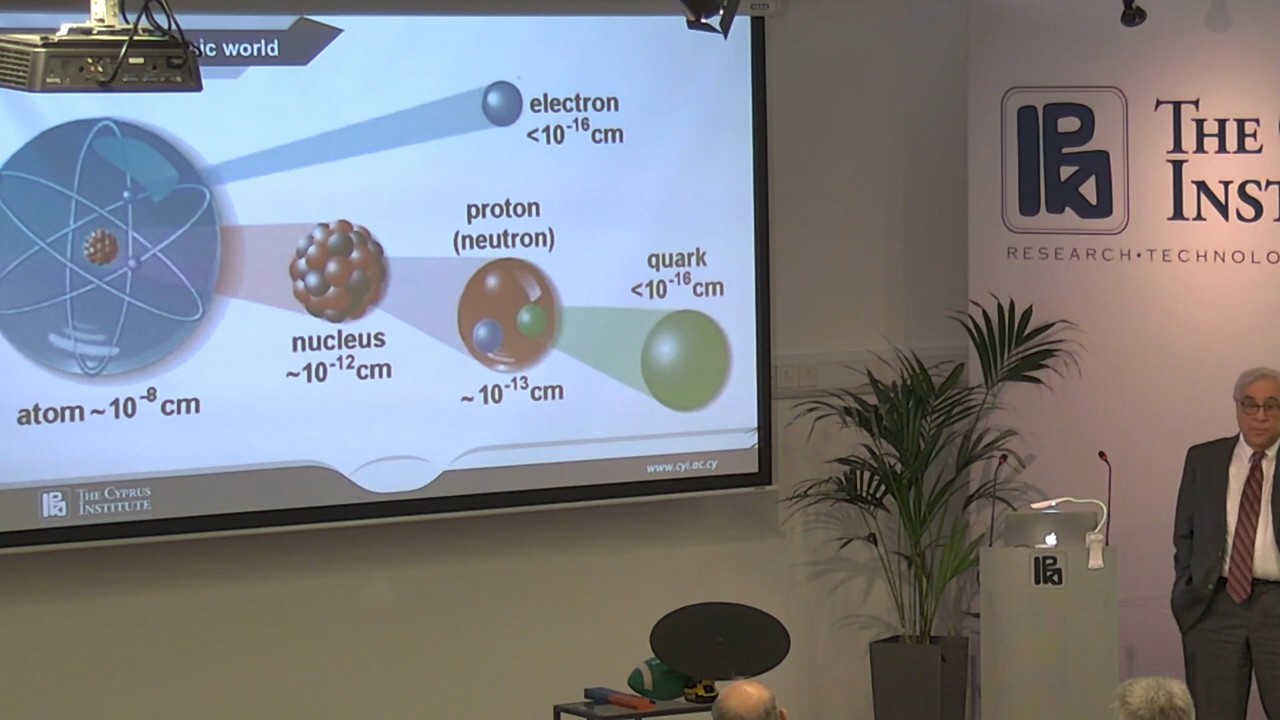 ic world
electron
<10⁻¹⁶cm
proton
(neutron)
quark
<10⁻¹⁶cm
nucleus
~10⁻¹²cm
~10⁻¹³cm
atom ~10⁻⁸cm
www.cyi.ac.cy
THE CYPRUS
INSTITUTE
THE
INST
RESEARCH•TECHNOLO